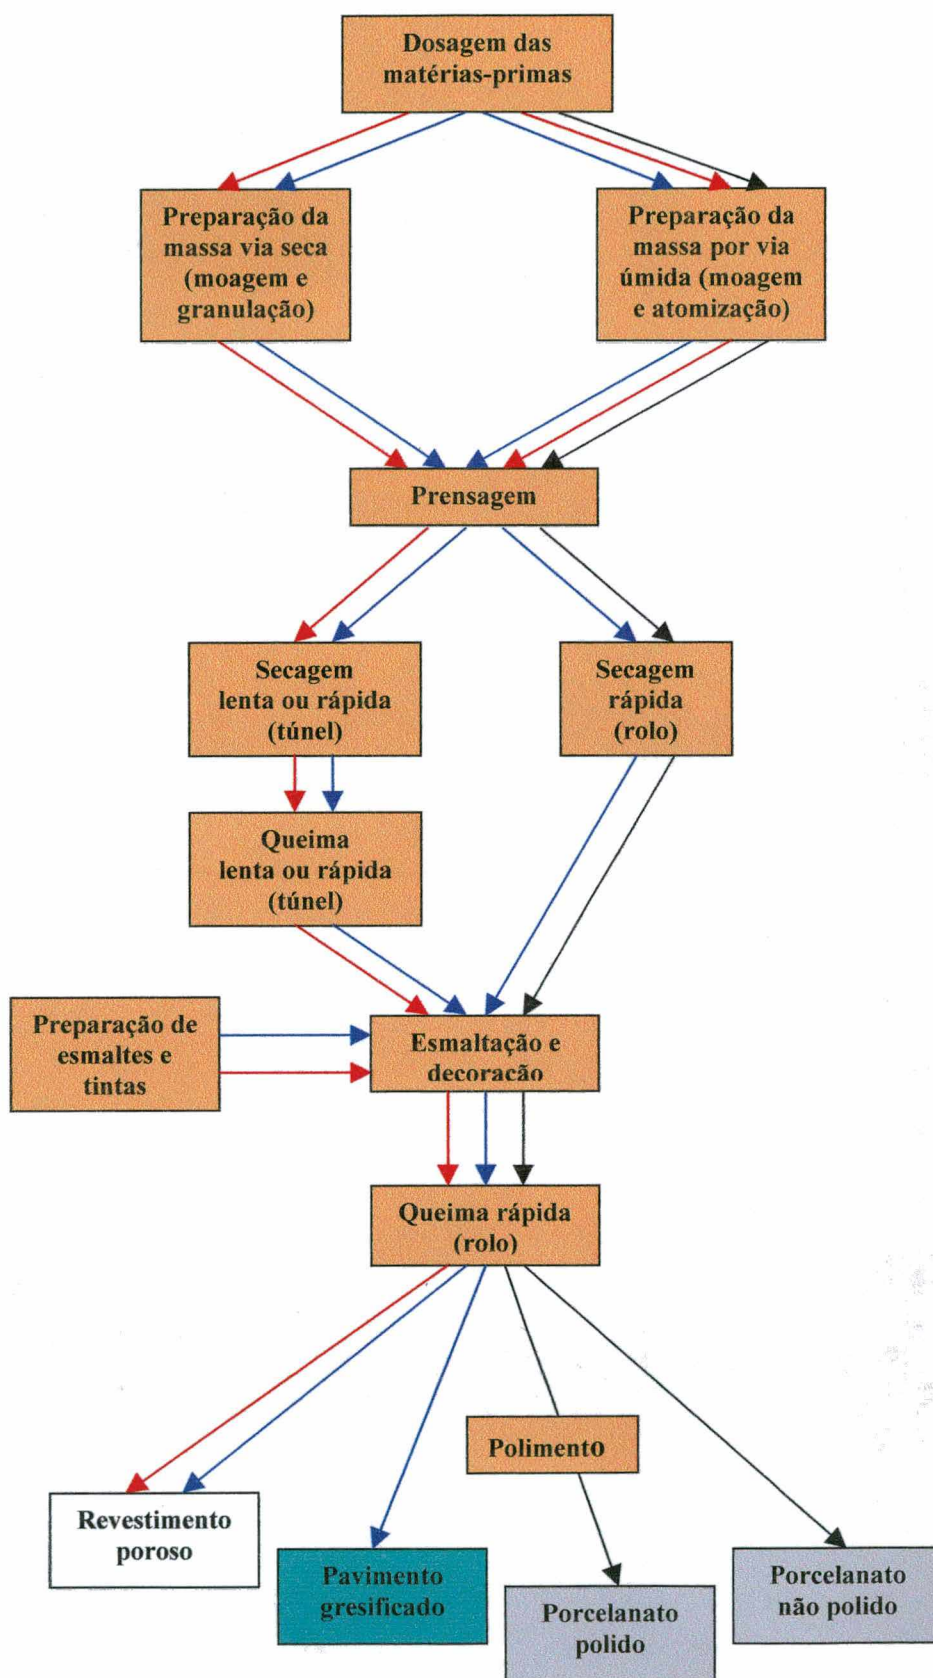 Dosagem das
matérias-primas
Preparação da
massa via seca
(moagem e
granulação)
Preparação da
massa por via
úmida (moagem
e atomização)
Prensagem
Secagem
lenta ou rápida
(túnel)
Secagem
rápida
(rolo)
Queima
lenta ou rápida
(túnel)
Preparação de
esmaltes e
tintas
Esmaltação e
decoracão
Queima rápida
(rolo)
Polimento
Revestimento
poroso
Pavimento
gresificado
Porcelanato
polido
Porcelanato
não polido